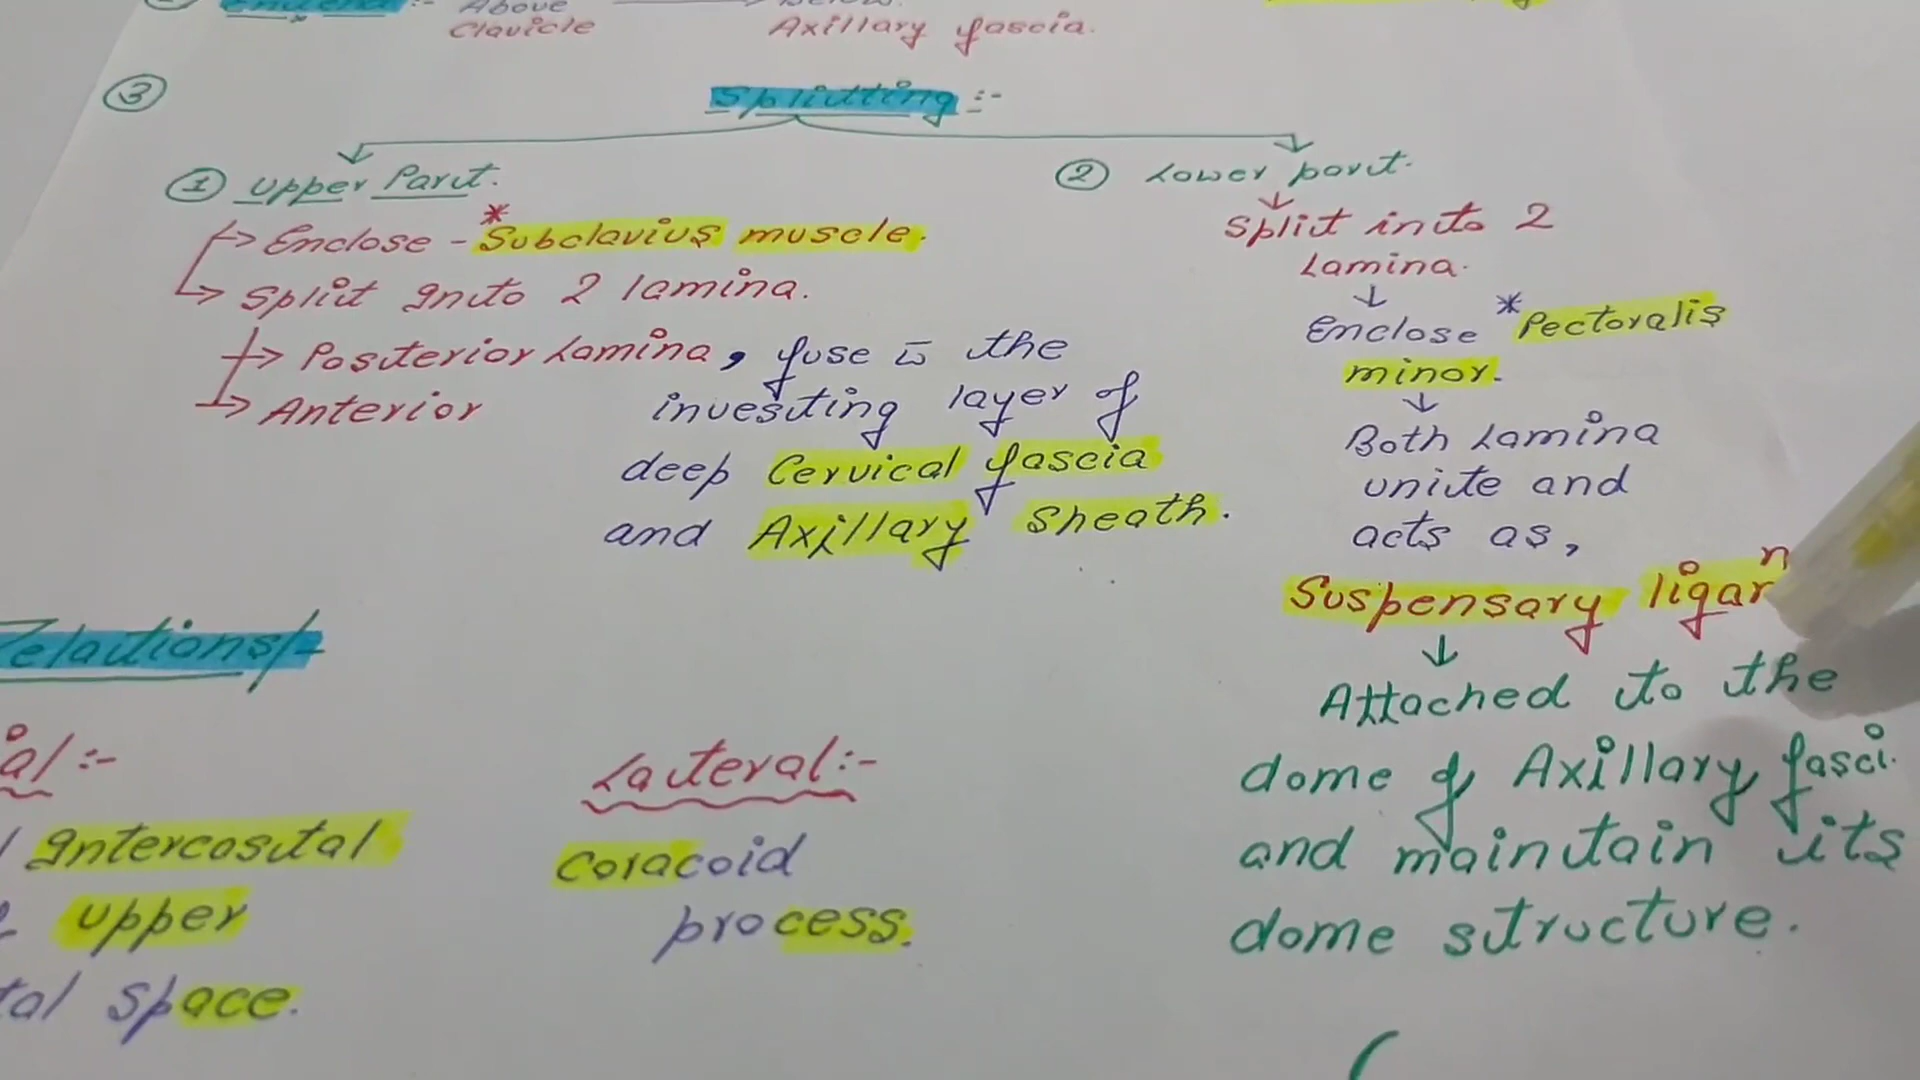 Extend :- Above
Clavicle
Axillary fascia.
③ Splitting :-
① Upper Part.
Enclose - *Subclavius muscle.
Split Into 2 lamina.
Posterior Lamina, fuse c̄ the
investing layer of
deep Cervical fascia
and Axillary Sheath.
Anterior
② Lower part.
Split into 2
Lamina.
Enclose *Pectoralis
minor.
Both Lamina
unite and
acts as,
Suspensory
Attached to the
dome of Axillary
and maintain its
dome structure.
Relations:-
al :-
Intercostal
upper
tal space.
Lateral:-
Coracoid
process.